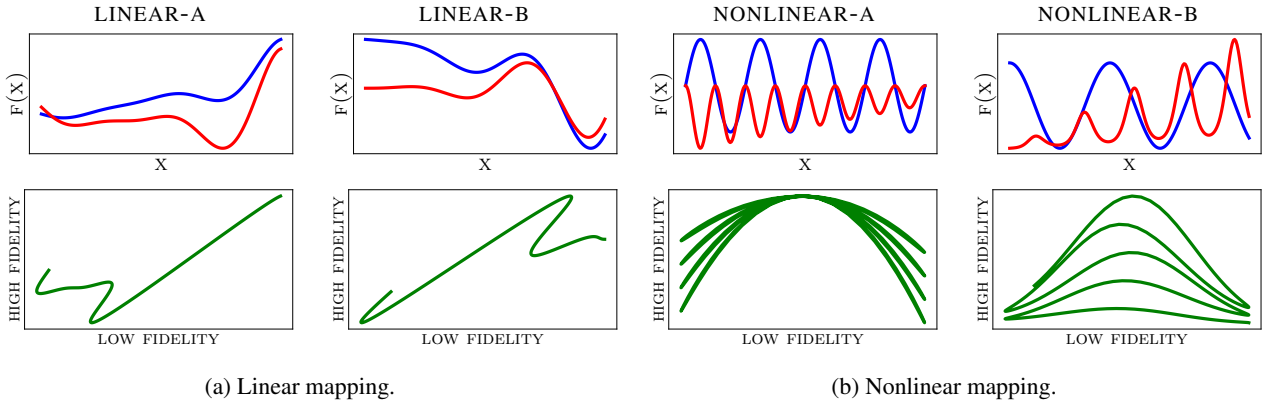 LINEAR-A
LINEAR-B
NONLINEAR-A
NONLINEAR-B
F(X)
F(X)
F(X)
F(X)
X
X
X
X
HIGH FIDELITY
HIGH FIDELITY
HIGH FIDELITY
HIGH FIDELITY
LOW FIDELITY
LOW FIDELITY
LOW FIDELITY
LOW FIDELITY
(a) Linear mapping.
(b) Nonlinear mapping.